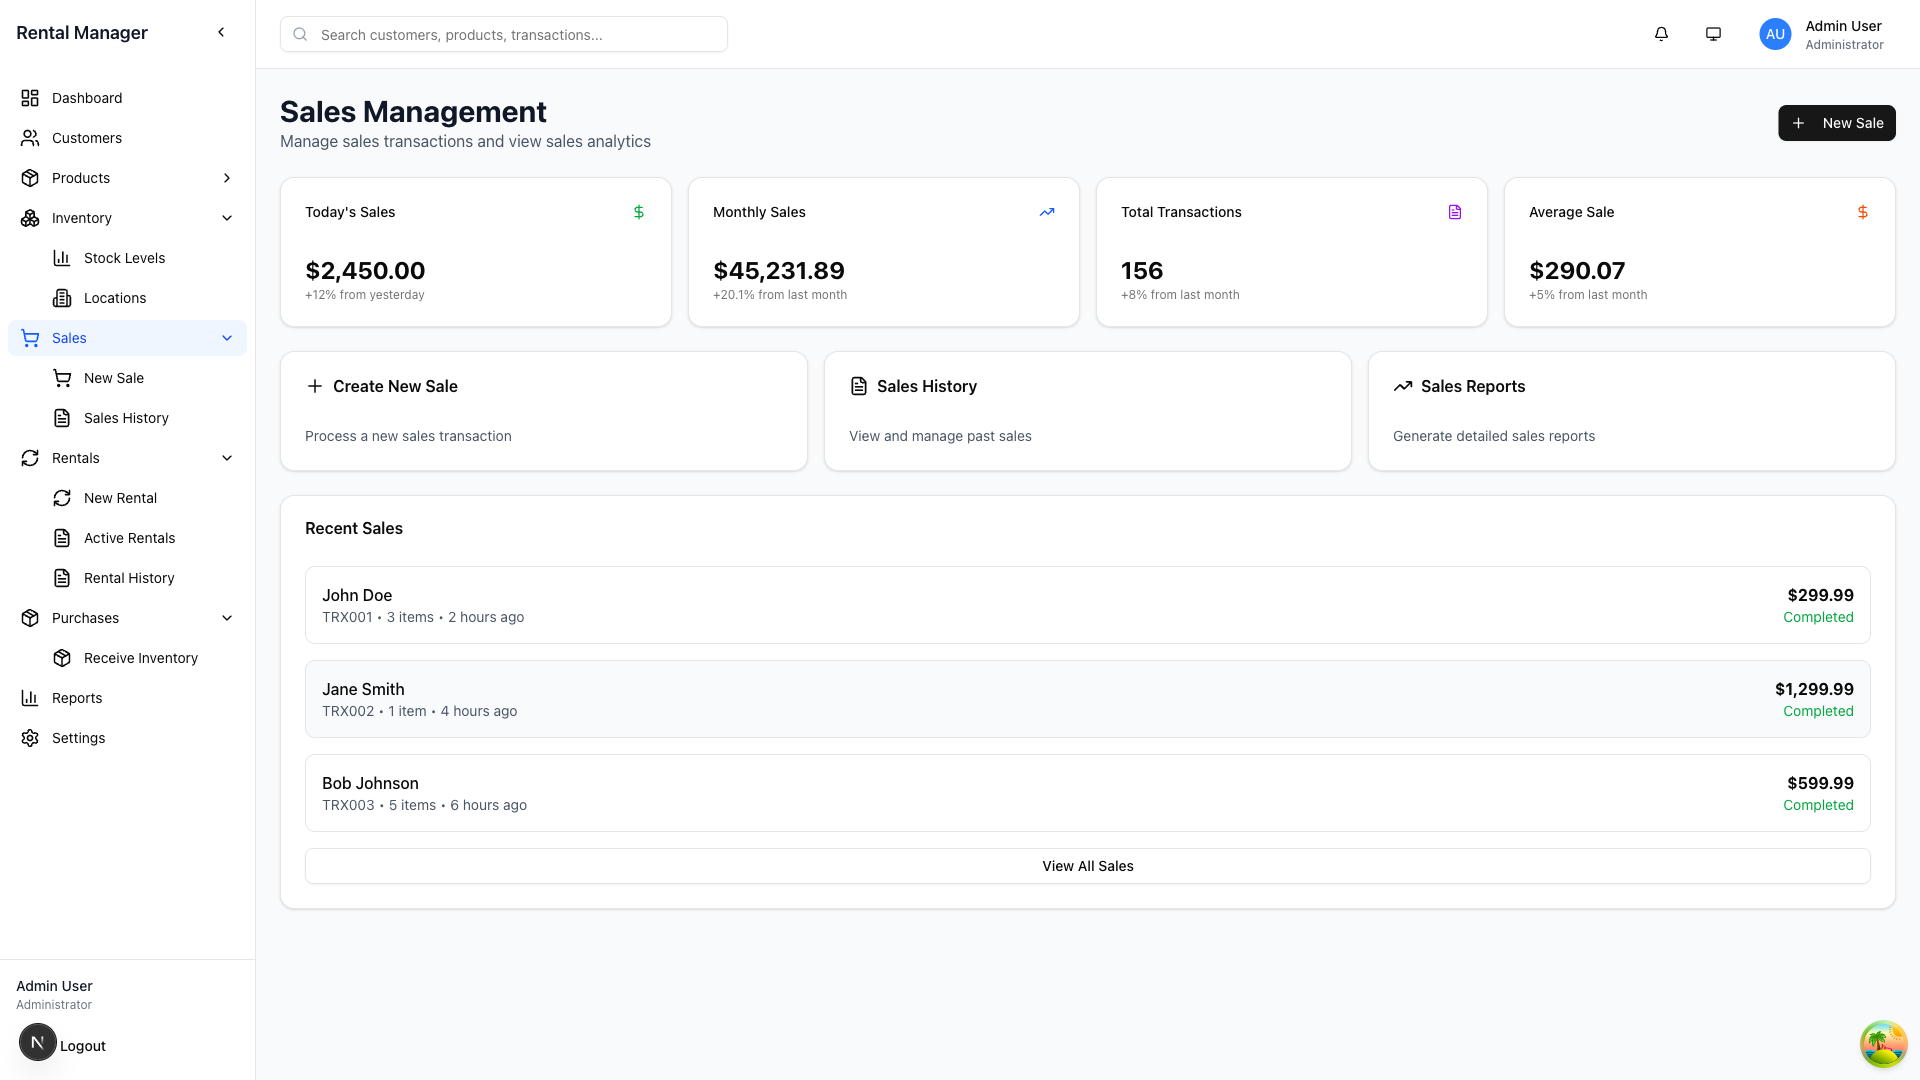 Rental Manager
Dashboard
Customers
Products
Inventory
Stock Levels
Locations
Sales
New Sale
Sales History
Rentals
New Rental
Active Rentals
Rental History
Purchases
Receive Inventory
Reports
Settings
Admin User
Administrator
N
Logout
Search customers, products, transactions...
AU
Admin User
Administrator
Sales Management
Manage sales transactions and view sales analytics
New Sale
Today's Sales
$2,450.00
+12% from yesterday
Monthly Sales
$45,231.89
+20.1% from last month
Total Transactions
156
+8% from last month
Average Sale
$290.07
+5% from last month
Create New Sale
Process a new sales transaction
Sales History
View and manage past sales
Sales Reports
Generate detailed sales reports
Recent Sales
John Doe
TRX001 • 3 items • 2 hours ago
$299.99
Completed
Jane Smith
TRX002 • 1 item • 4 hours ago
$1,299.99
Completed
Bob Johnson
TRX003 • 5 items • 6 hours ago
$599.99
Completed
View All Sales